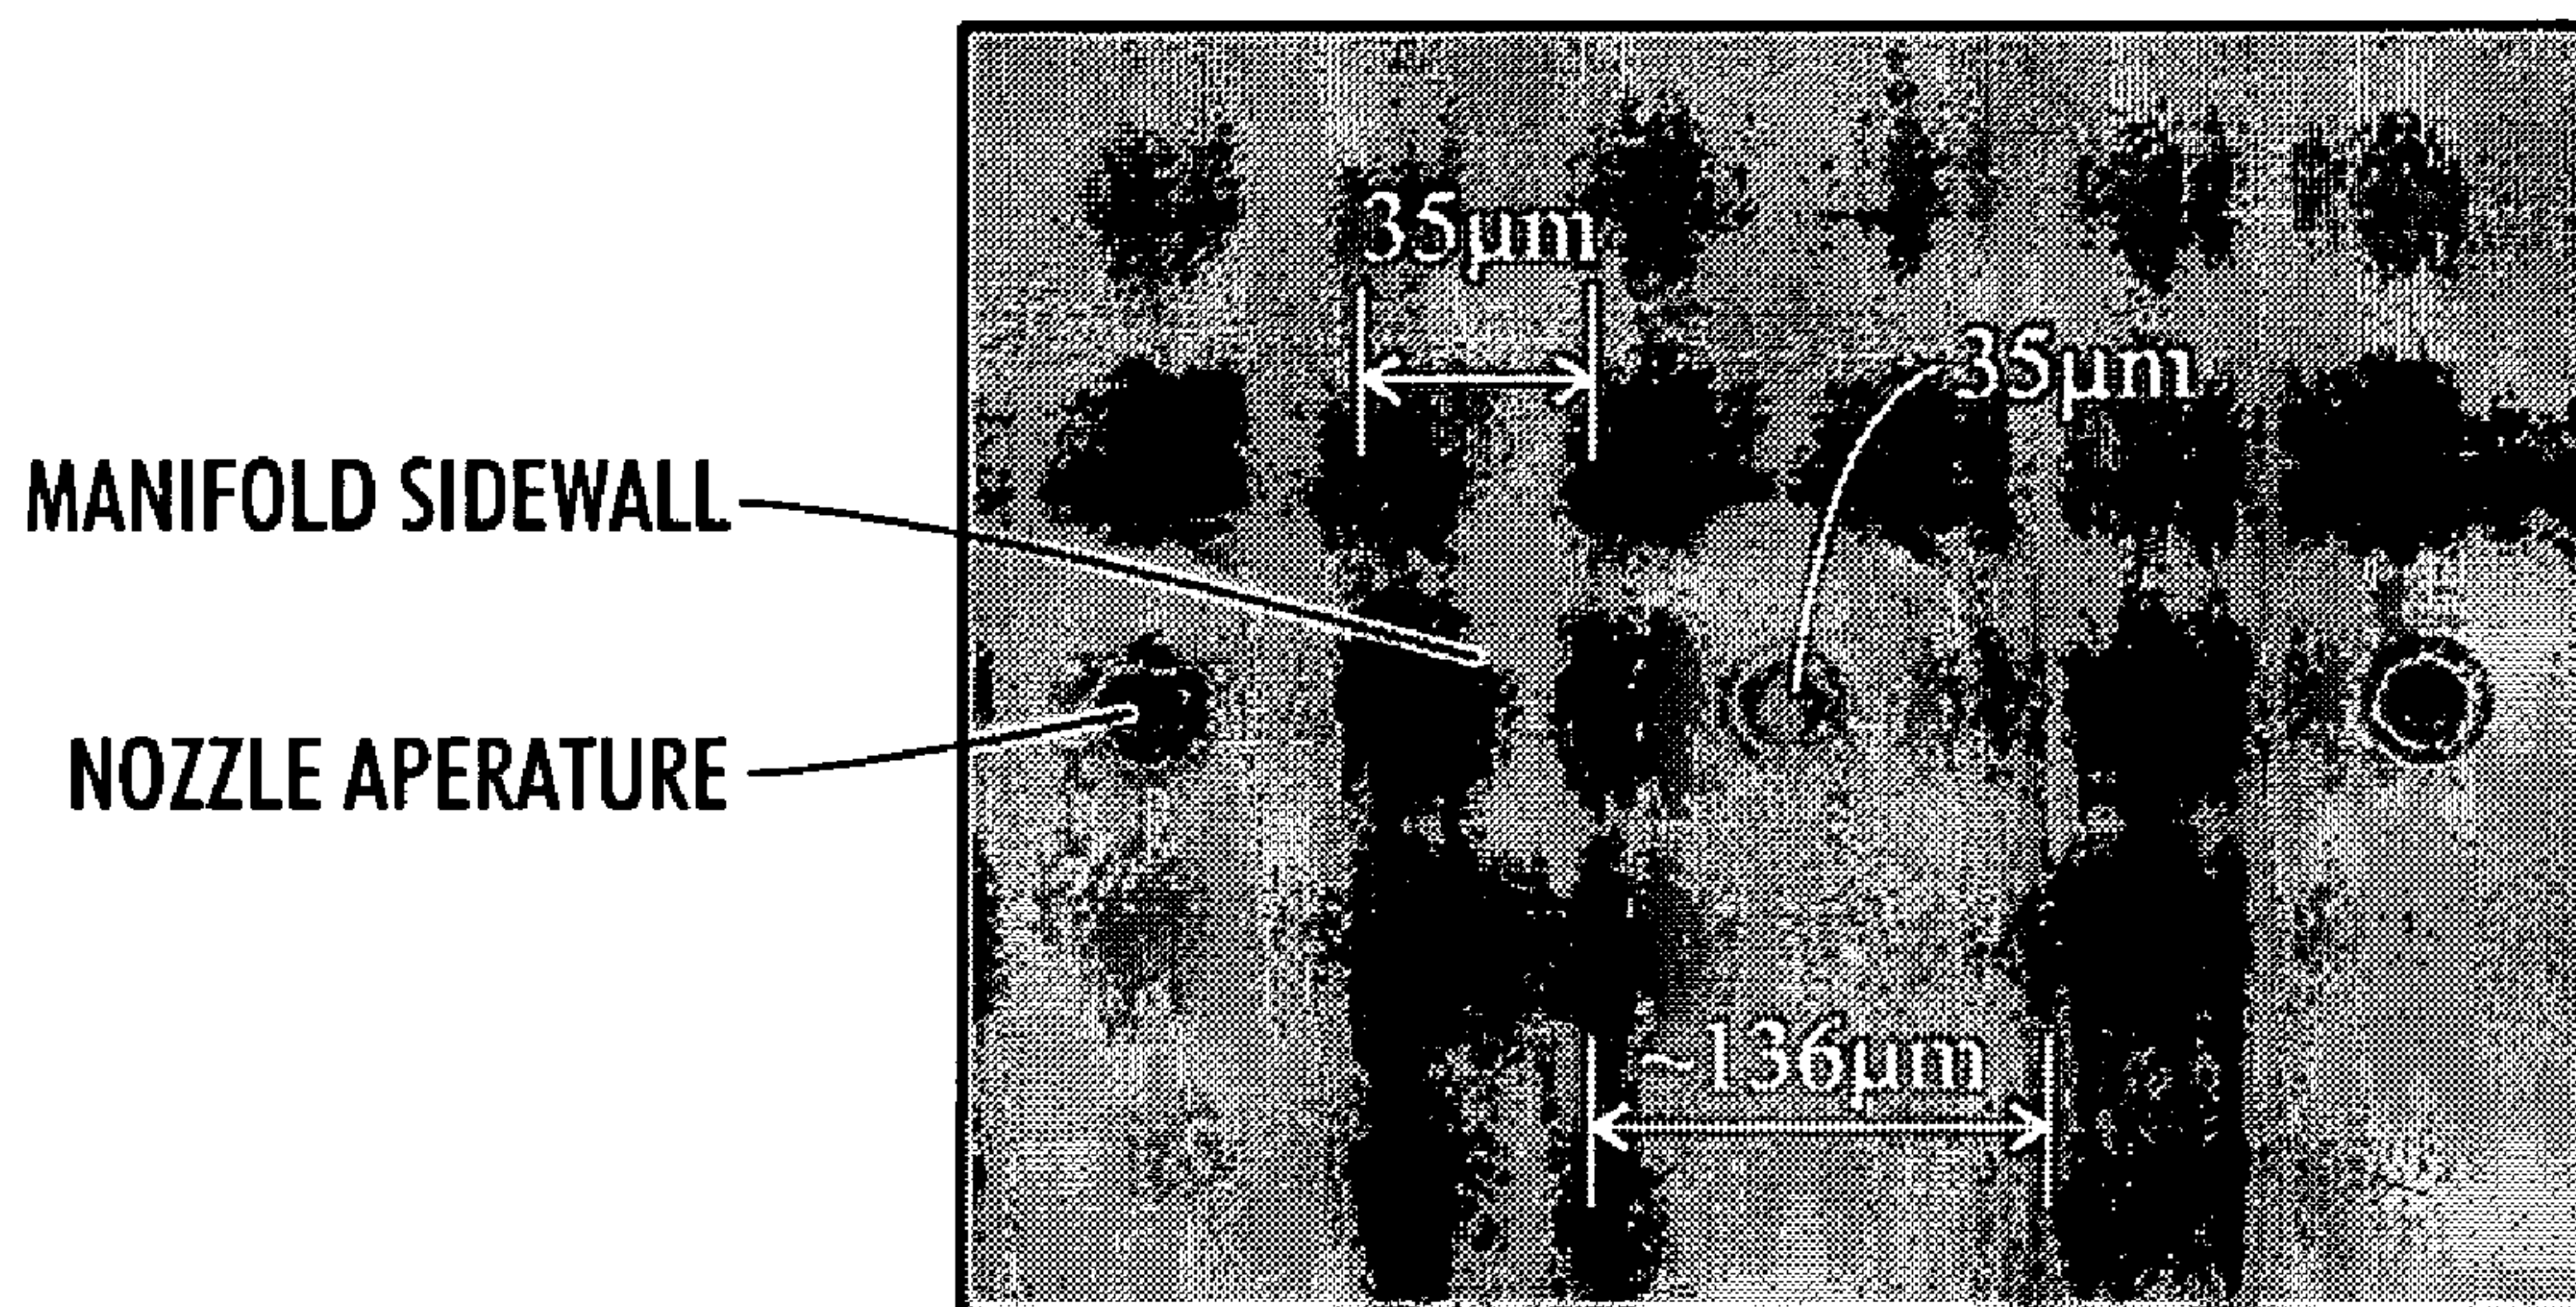 35μm
35μm
MANIFOLD SIDEWALL
NOZZLE APERATURE
~136μm